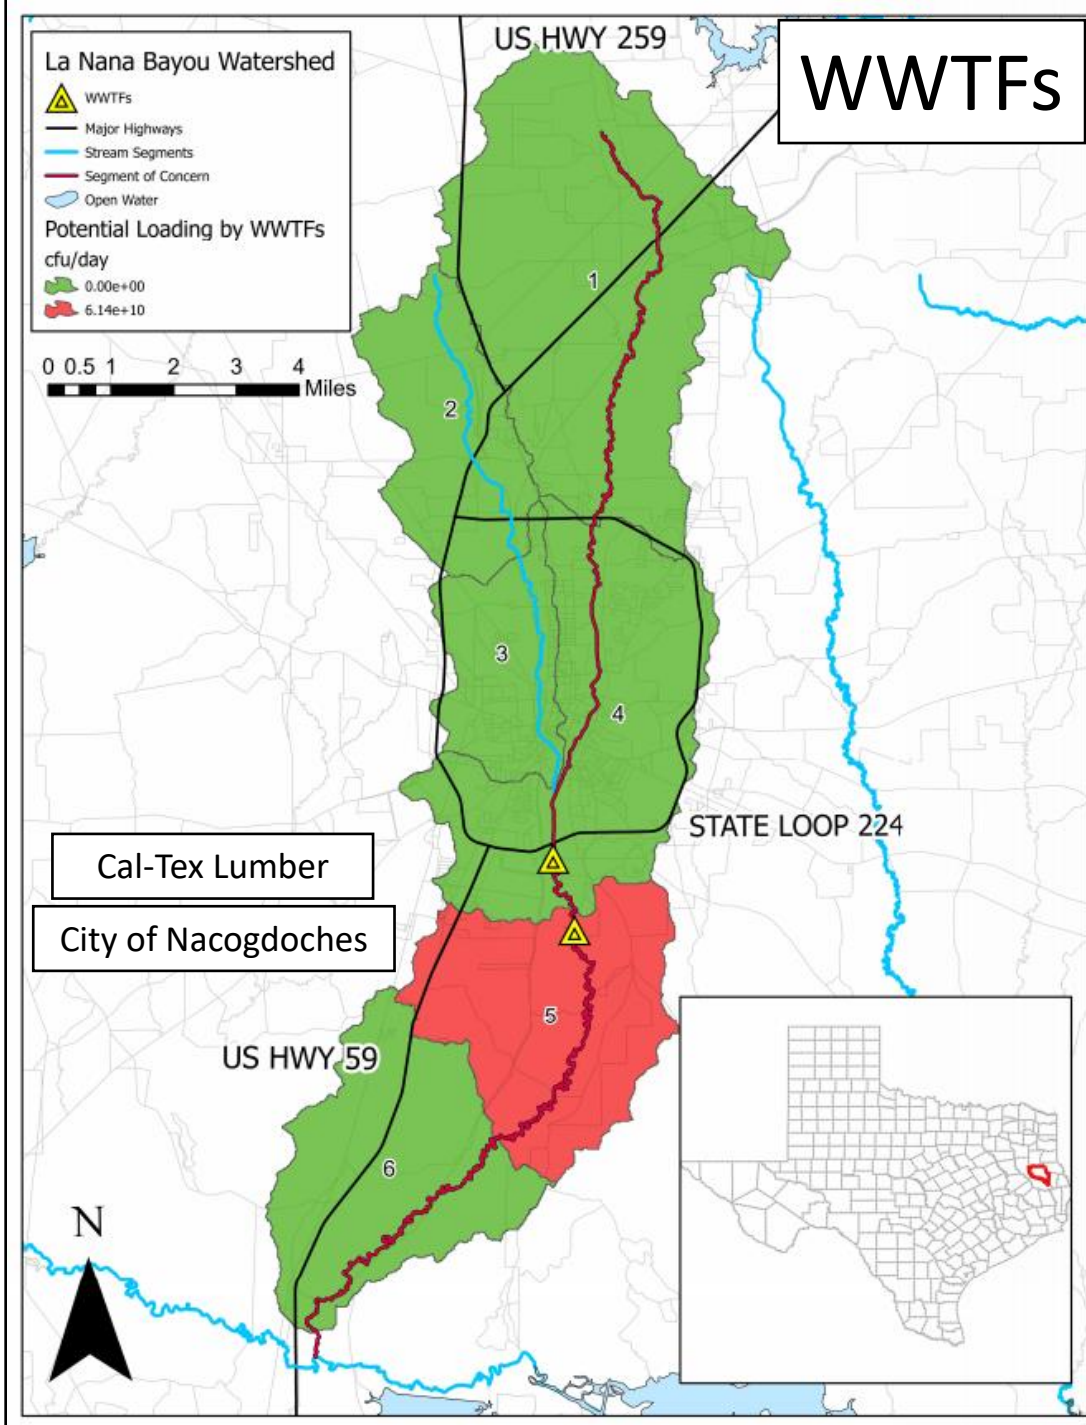 US HWY 259
WWTFs
La Nana Bayou Watershed
WWTFs
Major Highways
Stream Segments
Segment of Concern
Open Water
Potential Loading by WWTFs
cfu/day
0.00e+00
6.14e+10
0 0.5 1 2 3 4
Miles
1
2
3
4
STATE LOOP 224
Cal-Tex Lumber
City of Nacogdoches
5
US HWY 59
6
N